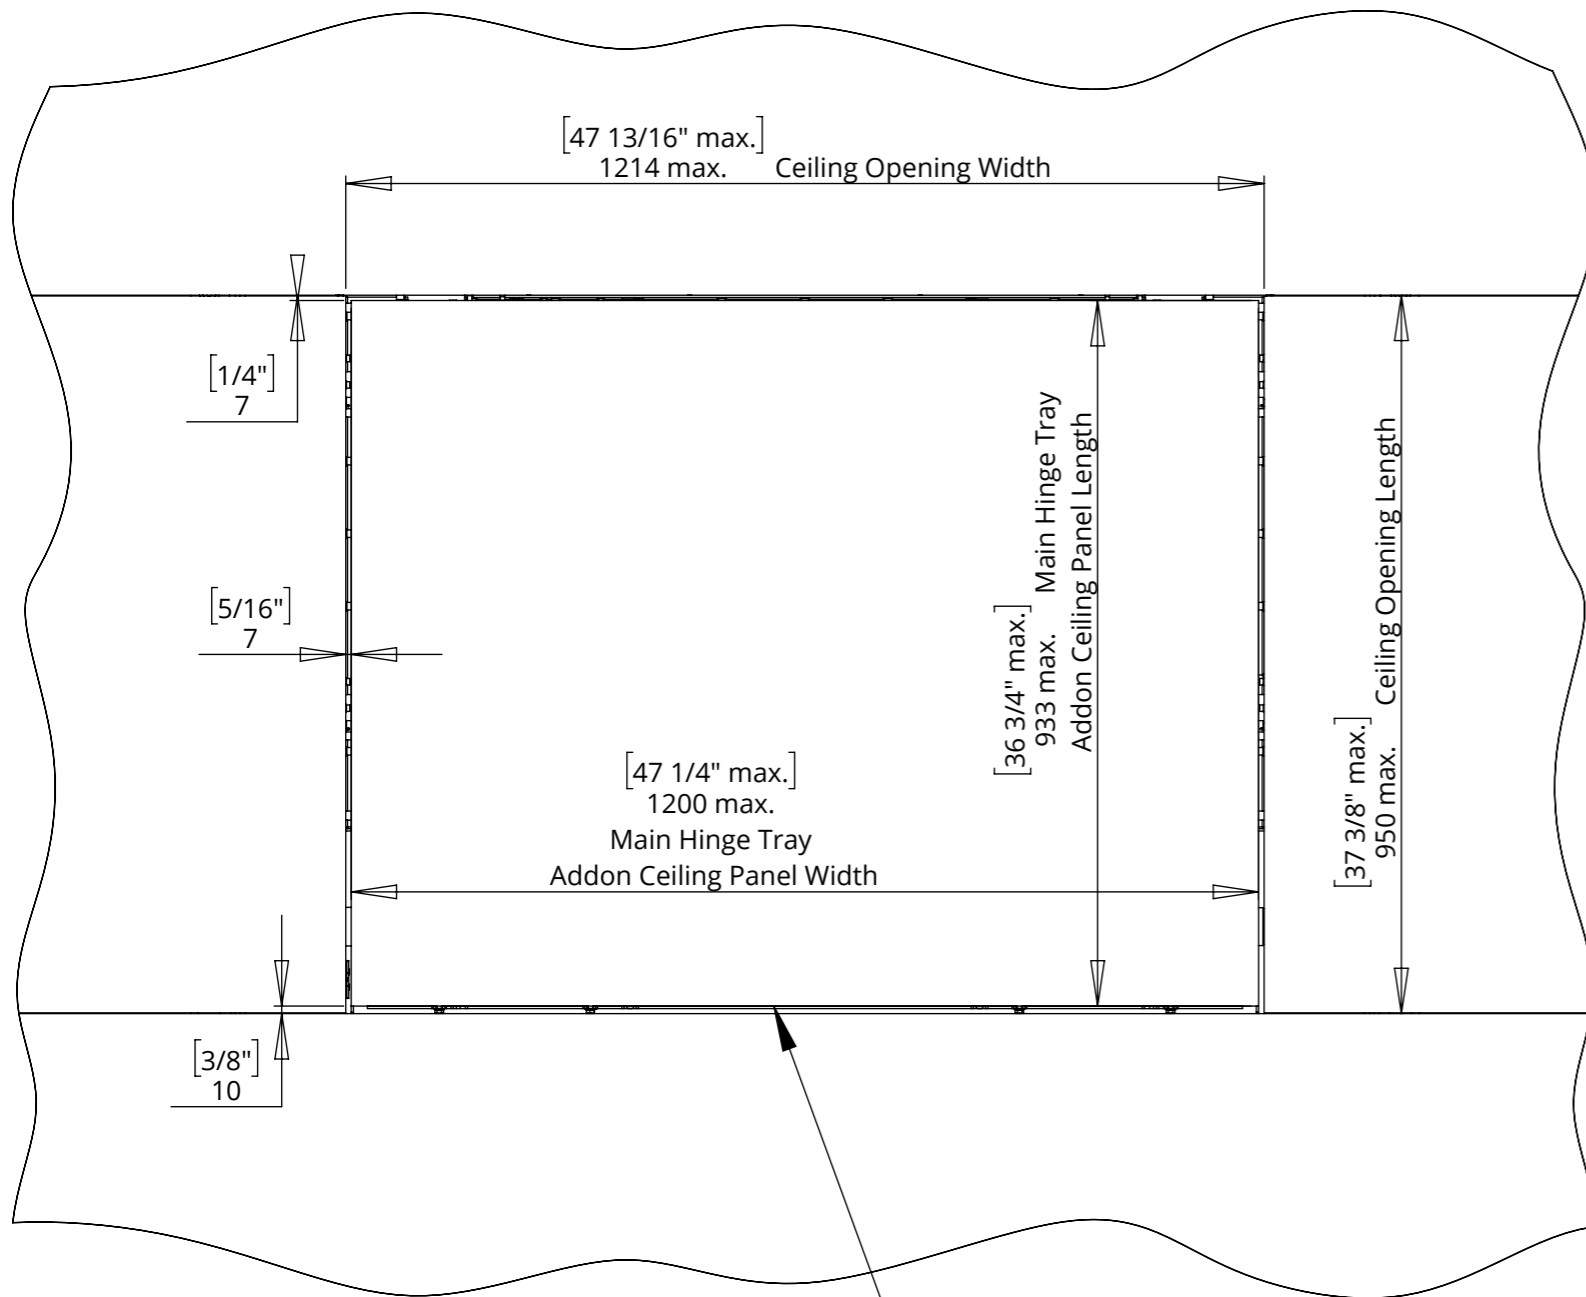 [47 13/16" max.]
1214 max. Ceiling Opening Width
[1/4"]
7
[5/16"]
7
[36 3/4" max.]
933 max. Main Hinge Tray
Addon Ceiling Panel Length
[37 3/8" max.]
950 max. Ceiling Opening Length
[47 1/4" max.]
1200 max.
Main Hinge Tray
Addon Ceiling Panel Width
[3/8"]
10